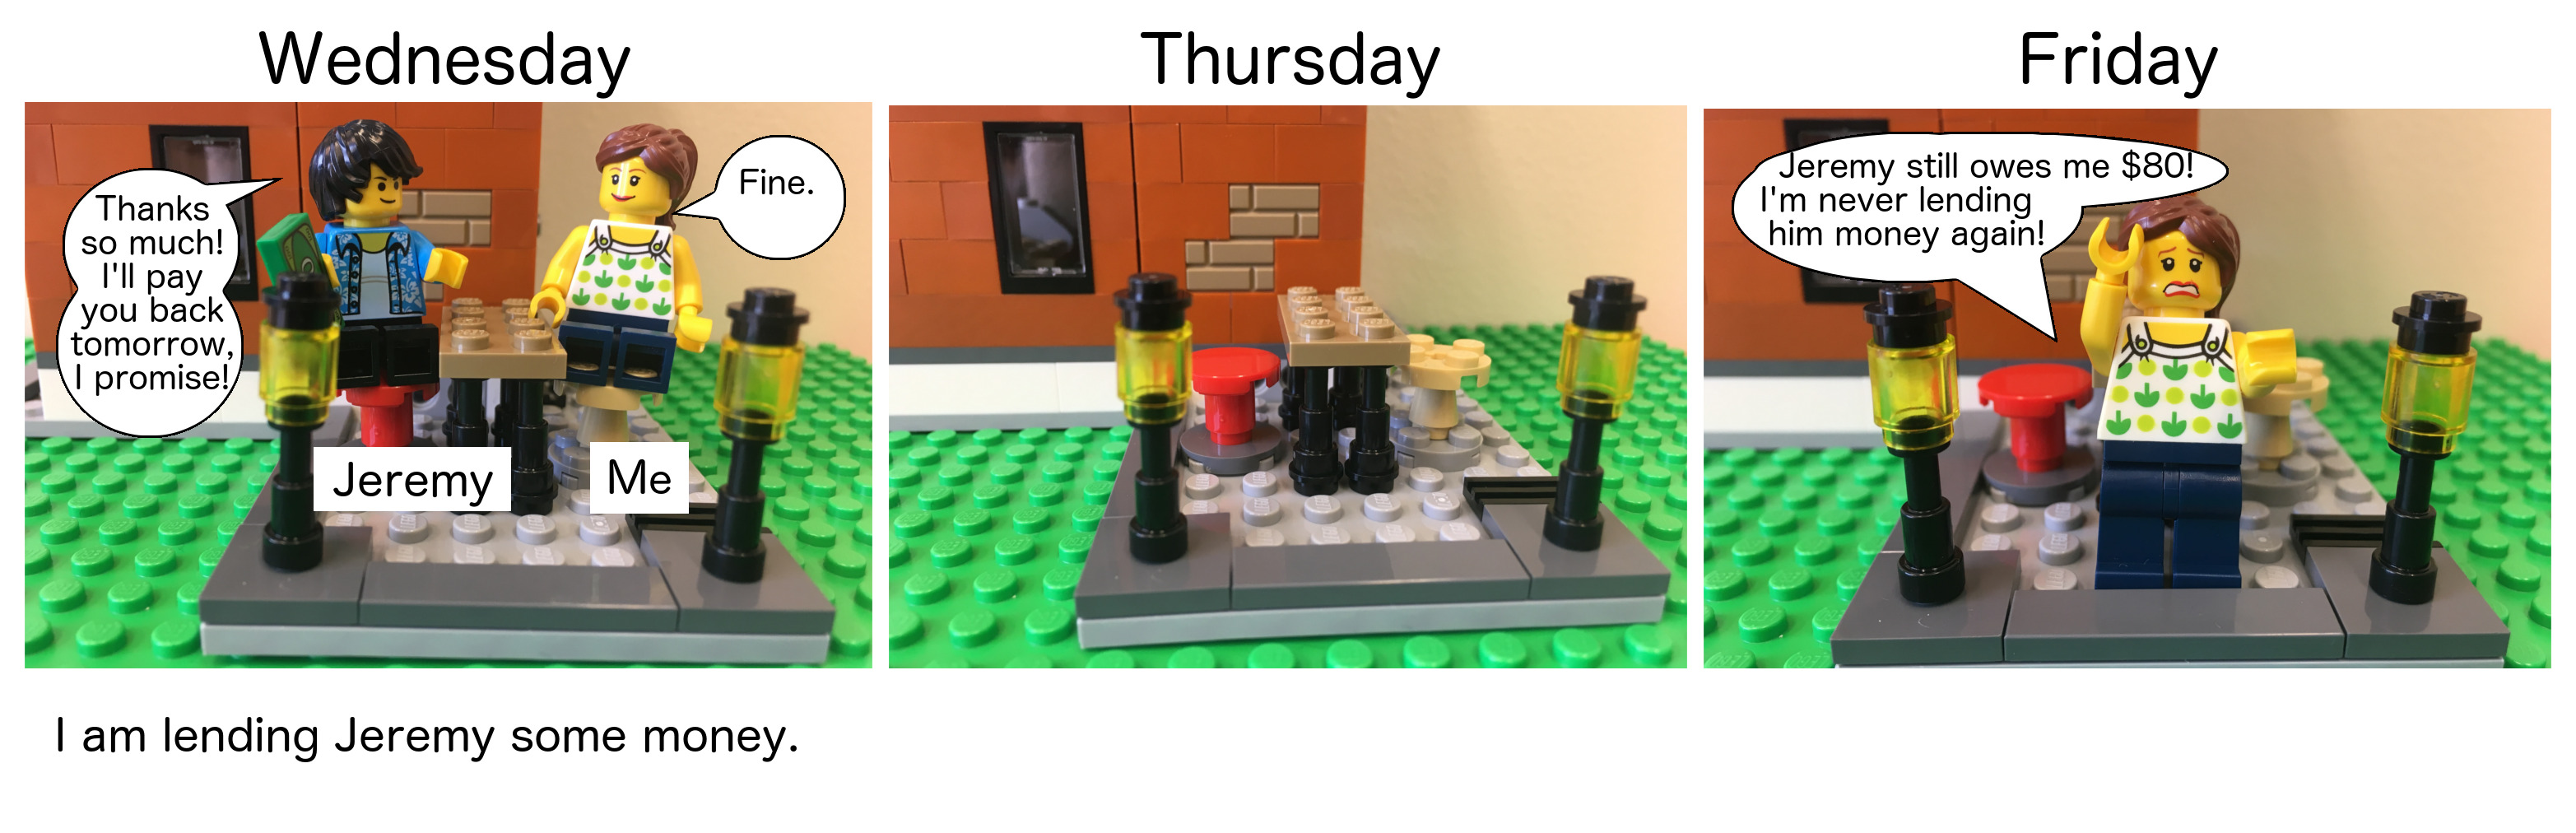 Wednesday
Thanks
so much!
I'll pay
you back
tomorrow,
I promise!
Fine.
Jeremy
Me
Thursday
Friday
Jeremy still owes me $80!
I'm never lending
him money again!
I am lending Jeremy some money.